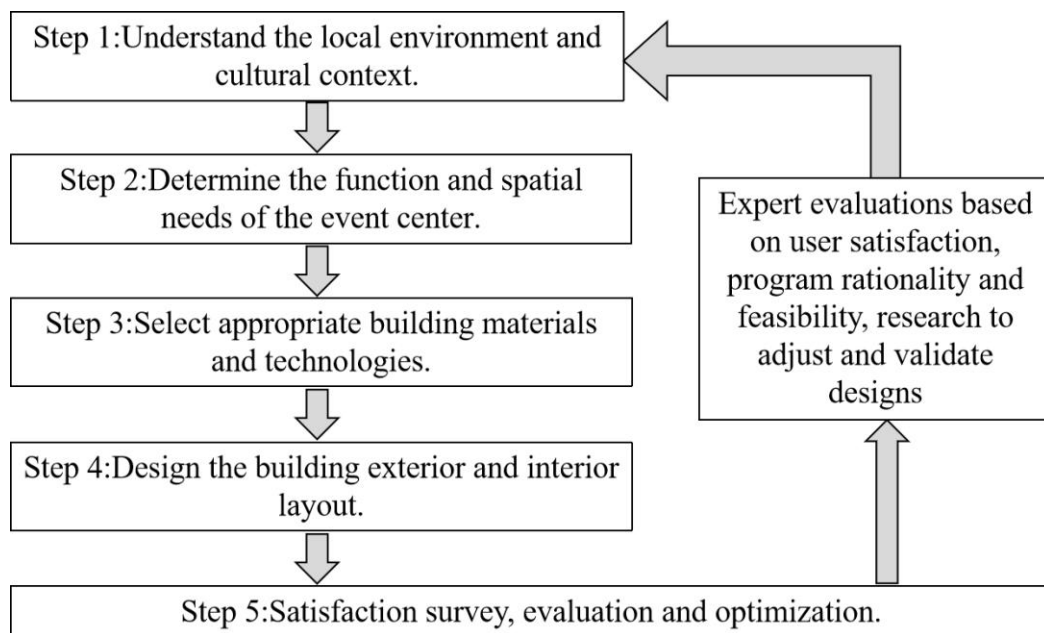 Step 1:Understand the local environment and
cultural context.
Step 2:Determine the function and spatial
needs of the event center.
Step 3:Select appropriate building materials
and technologies.
Step 4:Design the building exterior and interior
layout.
Step 5:Satisfaction survey, evaluation and optimization.
Expert evaluations based
on user satisfaction,
program rationality and
feasibility, research to
adjust and validate
designs